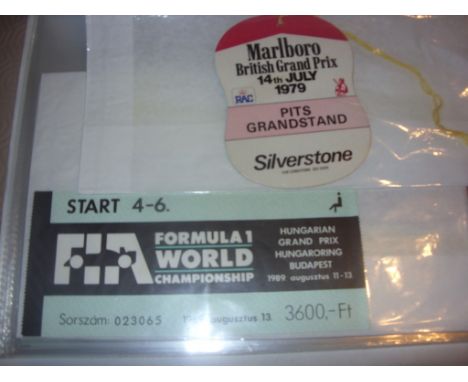 Marlboro
British Grand Prix
14th JULY
1979
RAC
PITS
GRANDSTAND
Silverstone
START 4-6.
FIA
FORMULA 1
WORLD
CHAMPIONSHIP
HUNGARIAN
GRAND PRIX
HUNGARORING
BUDAPEST
1989 augusztus 11-13.
Sorszám: 023065 augusztus 13. 3600,-Ft